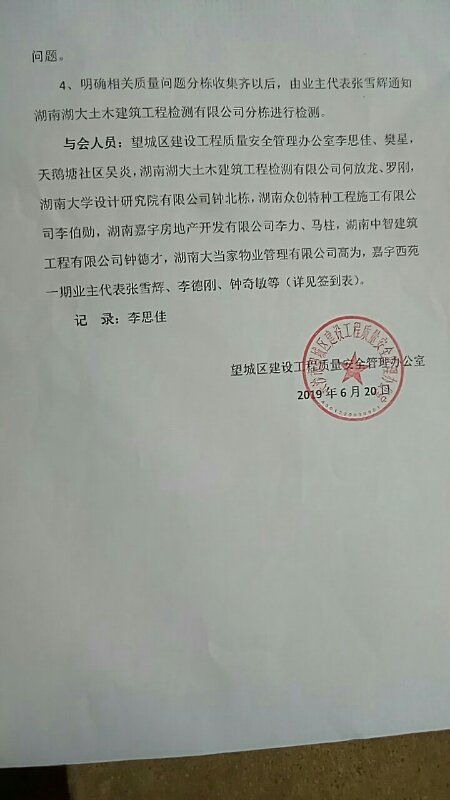 问题。
4、明确相关质量问题分栋收集齐以后，由业主代表张雪辉通知
湖南湖大土木建筑工程检测有限公司分栋进行检测。
与会人员：望城区建设工程质量安全管理办公室李思佳、樊星，
天鹅塘社区吴炎，湖南湖大土木建筑工程检测有限公司何放龙、罗刚，
湖南大学设计研究院有限公司钟北栋，湖南众创特种工程施工有限公
司李伯勋，湖南嘉宇房地产开发有限公司李力、马柱，湖南中智建筑
工程有限公司钟德才，湖南大当家物业管理有限公司高为，嘉宇西苑
一期业主代表张雪辉、李德刚、钟奇敏等（详见签到表）。
记 录：李思佳
望城区建设工程质量安全管理办公室
2019 年 6 月 20 日
望城区建设工程质量安全管理办公室